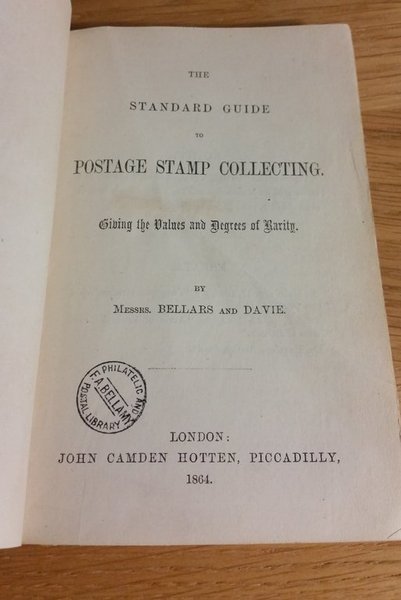 THE
STANDARD GUIDE
TO
POSTAGE STAMP COLLECTING.
Giving the Values and Degrees of Rarity.
BY
MESSRS. BELLARS AND DAVIE.
PHILATELIC AND
A. BELLAMY
POSTAL LIBRARY
LONDON:
JOHN CAMDEN HOTTEN, PICCADILLY,
1864.